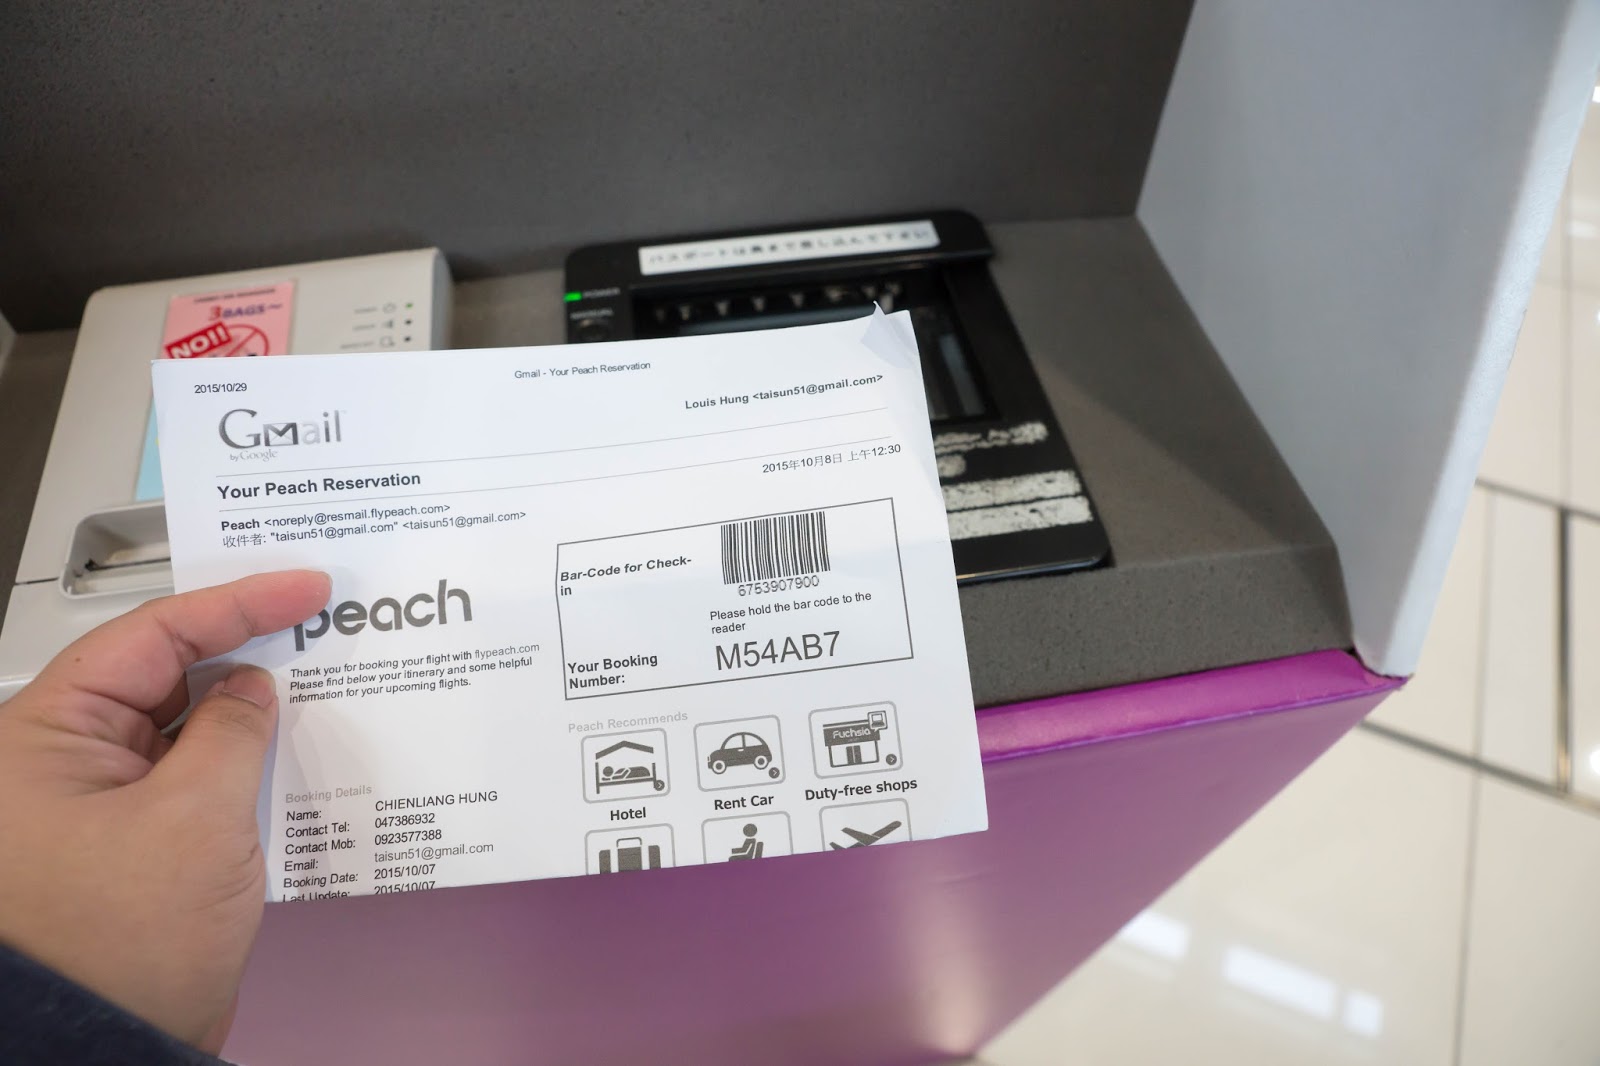 3BAGS~
NO!!
POWER
MANUAL
2015/10/29
Gmail - Your Peach Reservation
Louis Hung <taisun51@gmail.com>
Gmail
by Google
Your Peach Reservation
2015年10月8日 上午12:30
Peach <noreply@resmail.flypeach.com>
收件者: "taisun51@gmail.com" <taisun51@gmail.com>
peach
Thank you for booking your flight with flypeach.com
Please find below your itinerary and some helpful
information for your upcoming flights.
Bar-Code for Check-
in
6753907900
Please hold the bar code to the
reader
Your Booking
Number:
M54AB7
Peach Recommends
Fuchsia
Hotel
Rent Car
Duty-free shops
Booking Details
Name: CHIENLIANG HUNG
Contact Tel: 047386932
Contact Mob: 0923577388
Email: taisun51@gmail.com
Booking Date: 2015/10/07
Last Update: 2015/10/07